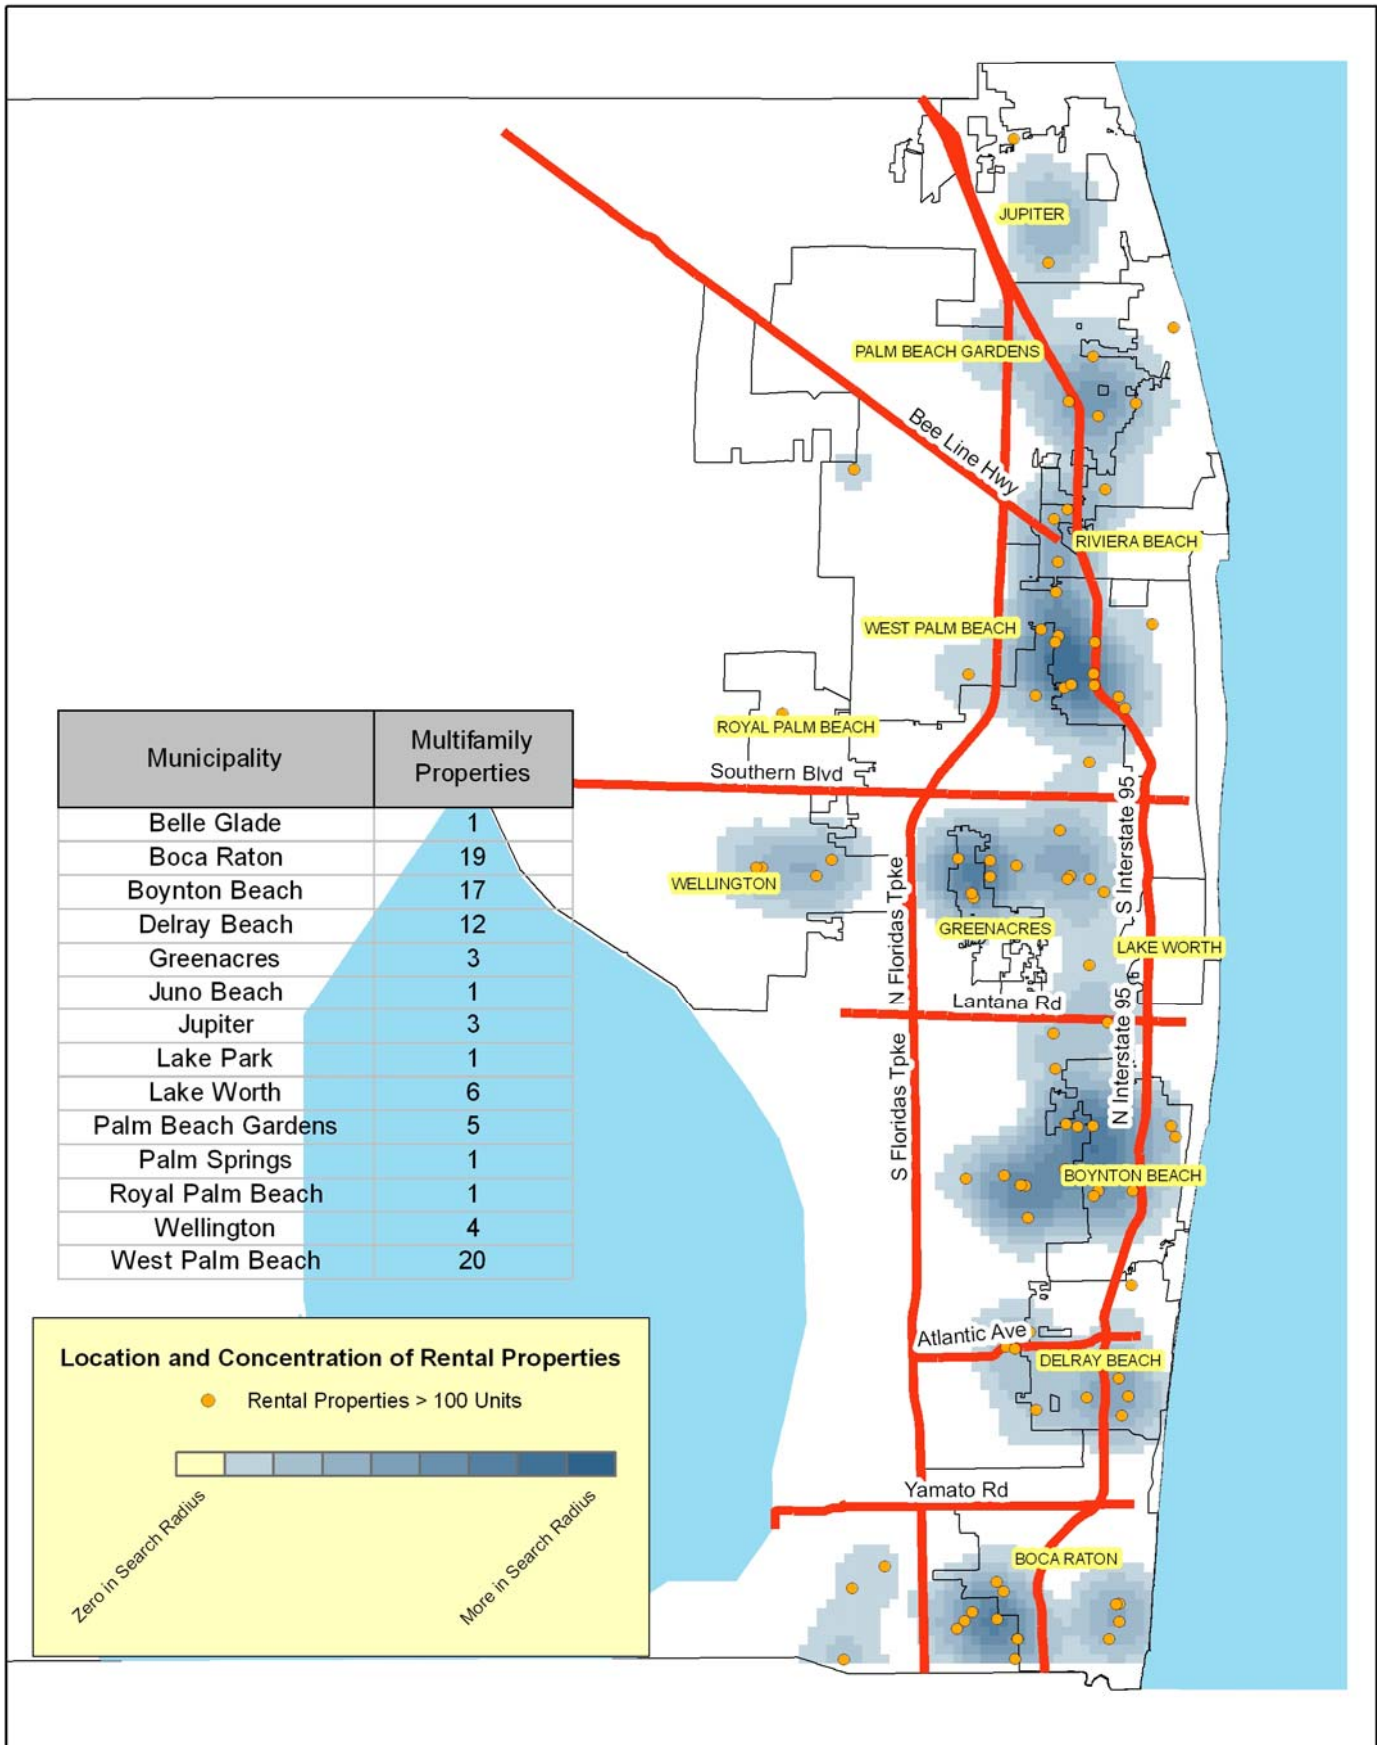 JUPITER
PALM BEACH GARDENS
Bee Line Hwy
RIVIERA BEACH
WEST PALM BEACH
ROYAL PALM BEACH
Southern Blvd
S Interstate 95
WELLINGTON
N Floridas Tpke
GREENACRES
LAKE WORTH
Lantana Rd
N Interstate 95
S Floridas Tpke
BOYNTON BEACH
Atlantic Ave
DELRAY BEACH
Yamato Rd
BOCA RATON
Municipality Multifamily Properties
Belle Glade 1
Boca Raton 19
Boynton Beach 17
Delray Beach 12
Greenacres 3
Juno Beach 1
Jupiter 3
Lake Park 1
Lake Worth 6
Palm Beach Gardens 5
Palm Springs 1
Royal Palm Beach 1
Wellington 4
West Palm Beach 20
Location and Concentration of Rental Properties
Rental Properties > 100 Units
Zero in Search Radius
More in Search Radius